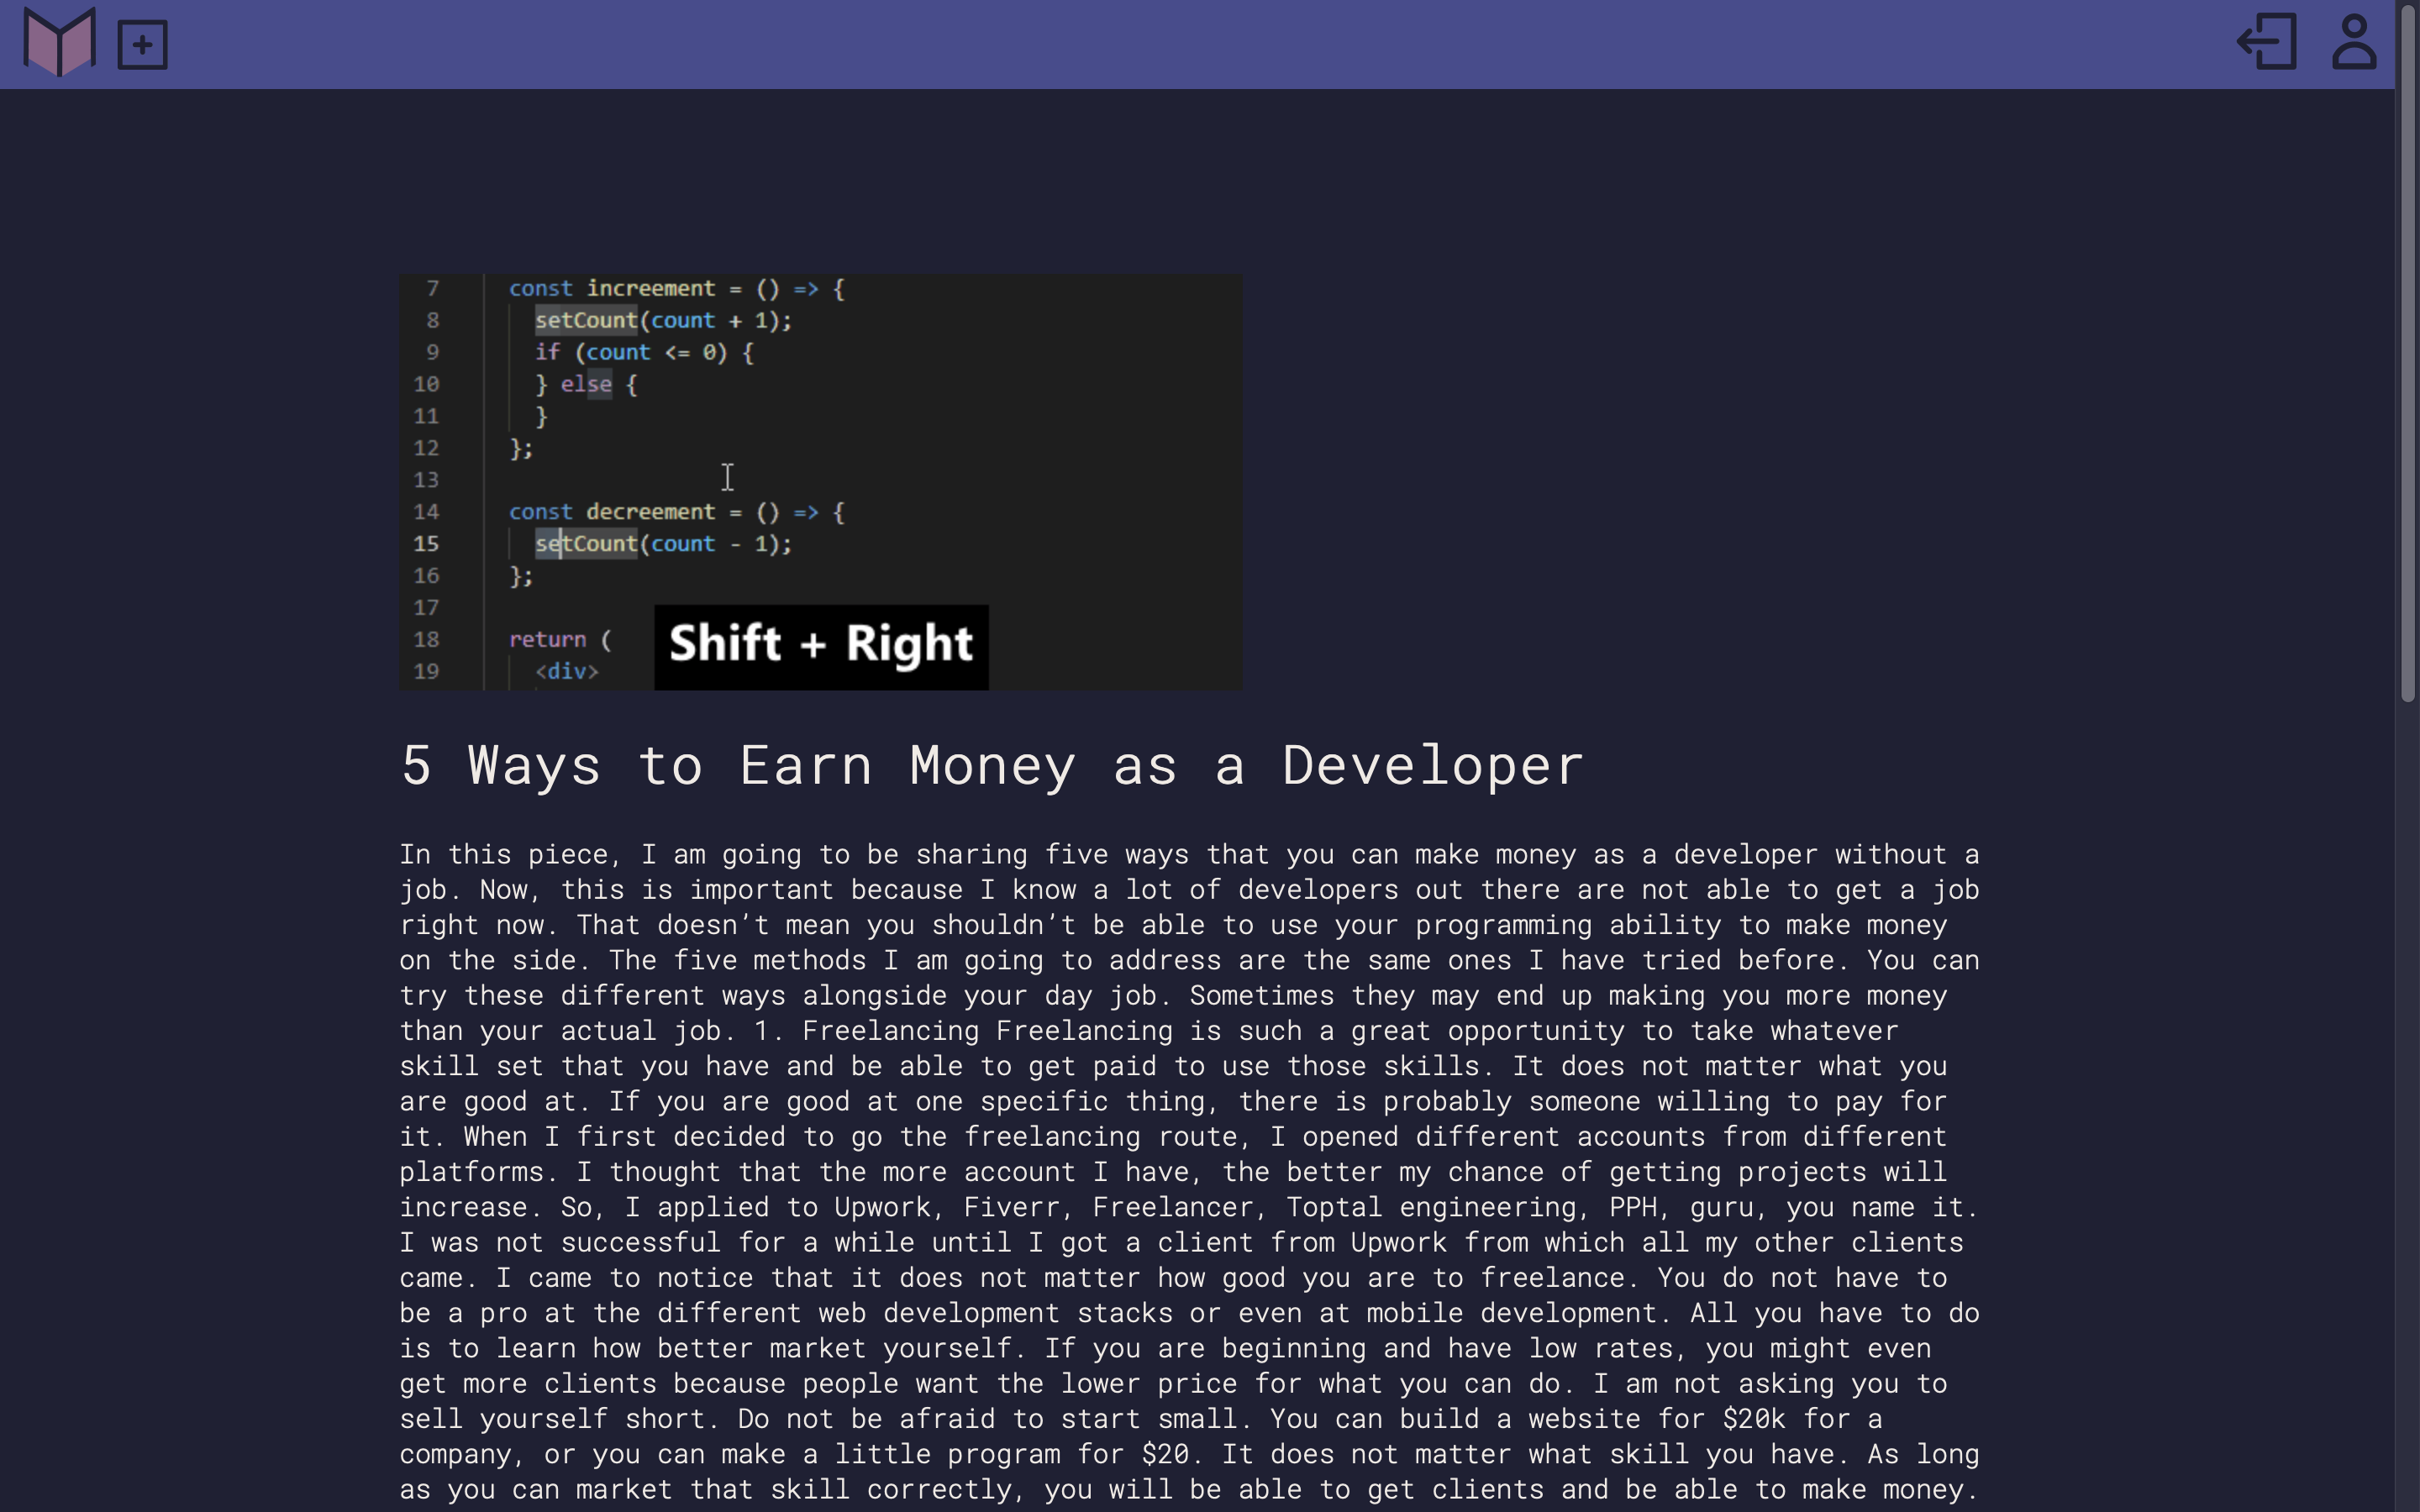 7 const increement = () => {
8 setCount(count + 1);
9 if (count <= 0) {
10 } else {
11 }
12 };
13
14 const decreement = () => {
15 setCount(count - 1);
16 };
17
18 return (
19 <div>
Shift + Right
5 Ways to Earn Money as a Developer
In this piece, I am going to be sharing five ways that you can make money as a developer without a
job. Now, this is important because I know a lot of developers out there are not able to get a job
right now. That doesn’t mean you shouldn’t be able to use your programming ability to make money
on the side. The five methods I am going to address are the same ones I have tried before. You can
try these different ways alongside your day job. Sometimes they may end up making you more money
than your actual job. 1. Freelancing Freelancing is such a great opportunity to take whatever
skill set that you have and be able to get paid to use those skills. It does not matter what you
are good at. If you are good at one specific thing, there is probably someone willing to pay for
it. When I first decided to go the freelancing route, I opened different accounts from different
platforms. I thought that the more account I have, the better my chance of getting projects will
increase. So, I applied to Upwork, Fiverr, Freelancer, Toptal engineering, PPH, guru, you name it.
I was not successful for a while until I got a client from Upwork from which all my other clients
came. I came to notice that it does not matter how good you are to freelance. You do not have to
be a pro at the different web development stacks or even at mobile development. All you have to do
is to learn how better market yourself. If you are beginning and have low rates, you might even
get more clients because people want the lower price for what you can do. I am not asking you to
sell yourself short. Do not be afraid to start small. You can build a website for $20k for a
company, or you can make a little program for $20. It does not matter what skill you have. As long
as you can market that skill correctly, you will be able to get clients and be able to make money.